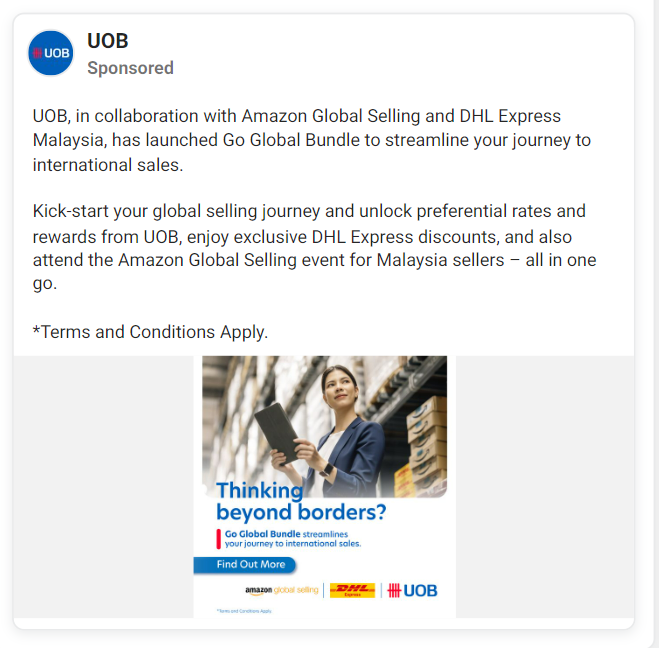 UOB
UOB
Sponsored
UOB, in collaboration with Amazon Global Selling and DHL Express
Malaysia, has launched Go Global Bundle to streamline your journey to
international sales.
Kick-start your global selling journey and unlock preferential rates and
rewards from UOB, enjoy exclusive DHL Express discounts, and also
attend the Amazon Global Selling event for Malaysia sellers – all in one
go.
*Terms and Conditions Apply.
Thinking
beyond borders?
Go Global Bundle streamlines
your journey to international sales.
Find Out More
amazon global selling
DHL
Express
UOB
*Terms and Conditions Apply